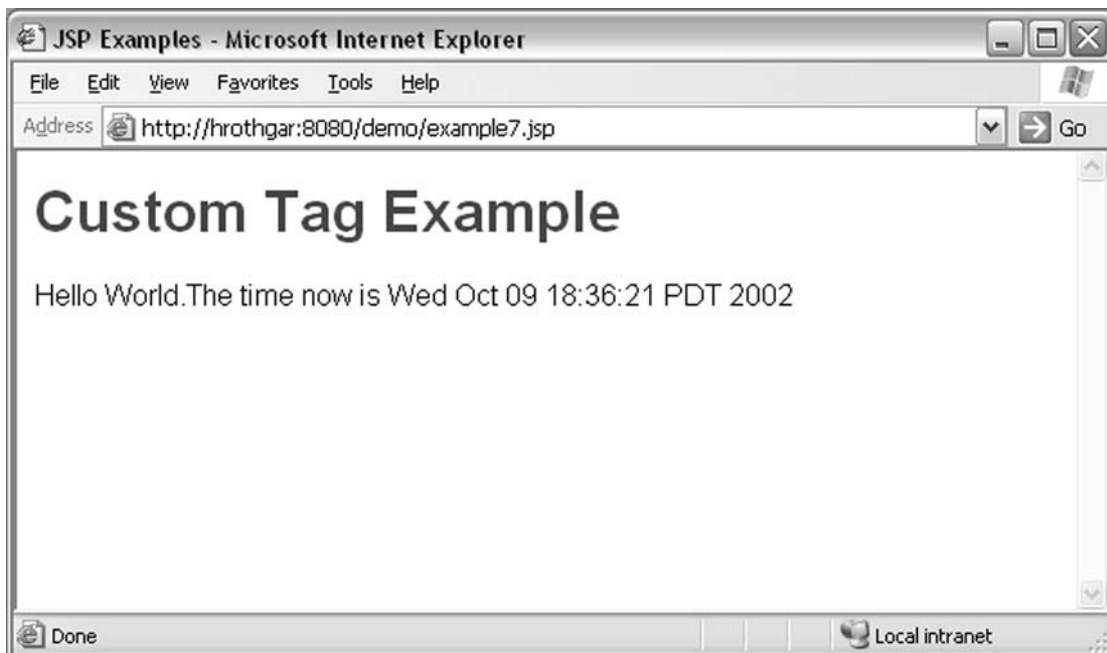 JSP Examples - Microsoft Internet Explorer
File Edit View Favorites Tools Help
Address http://hrothgar:8080/demo/example7.jsp Go
Custom Tag Example
Hello World.The time now is Wed Oct 09 18:36:21 PDT 2002
Done Local intranet